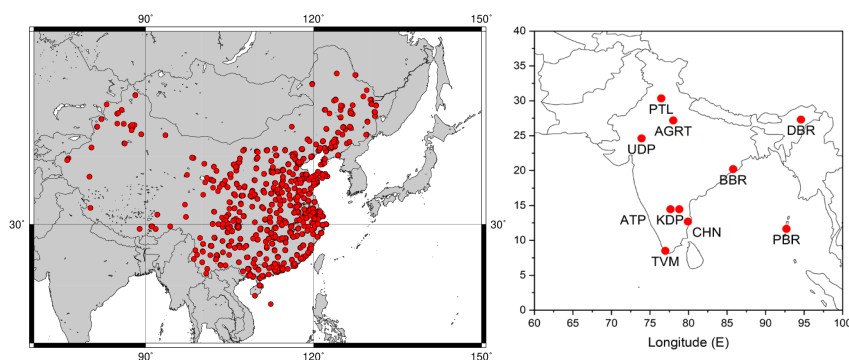 90°
120°
150°
30°
30°
90°
120°
150°
40
35
30
25
20
15
10
5
0
PTL
AGRT
UDP
DBR
BBR
ATP
KDP
CHN
PBR
TVM
60
65
70
75
80
85
90
95
100
Longitude (E)